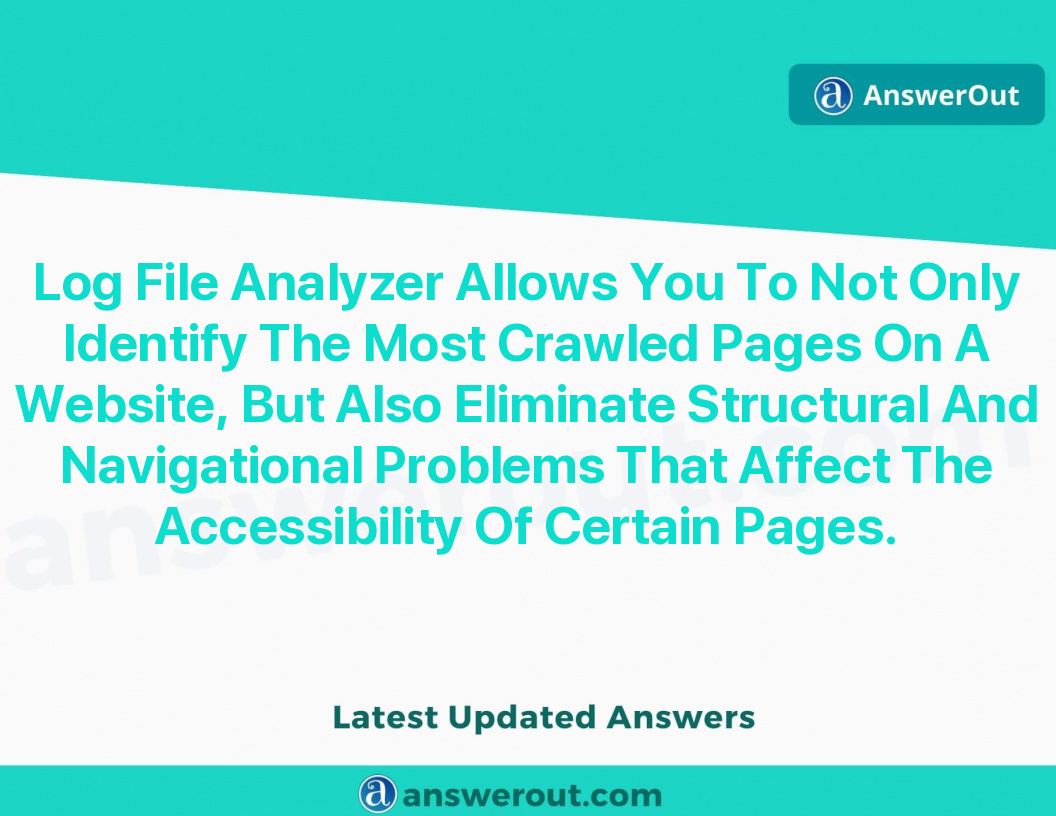 AnswerOut
Log File Analyzer Allows You To Not Only
Identify The Most Crawled Pages On A
Website, But Also Eliminate Structural And
Navigational Problems That Affect The
Accessibility Of Certain Pages.
answerout.com
Latest Updated Answers
answerout.com